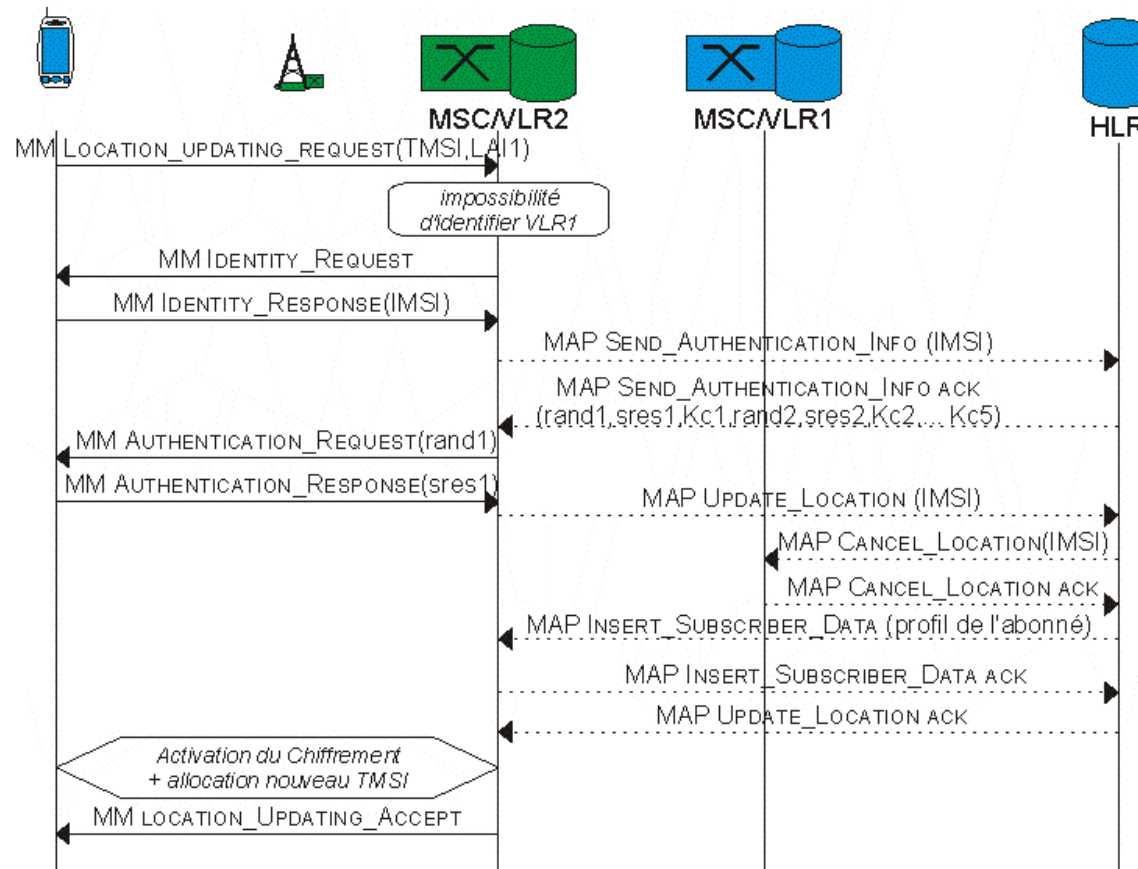 MSC/VLR2
MSC/VLR1
HLR
MM LOCATION_UPDATING_REQUEST(TMSI,LAI1)
impossibilité
d'identifier VLR1
MM IDENTITY_REQUEST
MM IDENTITY_RESPONSE(IMSI)
MAP SEND_AUTHENTICATION_INFO (IMSI)
MAP SEND_AUTHENTICATION_INFO ACK
(rand1,sres1,Kc1,rand2,sres2,Kc2,... Kc5)
MM AUTHENTICATION_REQUEST(rand1)
MM AUTHENTICATION_RESPONSE(sres1)
MAP UPDATE_LOCATION (IMSI)
MAP CANCEL_LOCATION(IMSI)
MAP CANCEL_LOCATION ACK
MAP INSERT_SUBSCRIBER_DATA (profil de l'abonné)
MAP INSERT_SUBSCRIBER_DATA ACK
MAP UPDATE_LOCATION ACK
Activation du Chiffrement
+ allocation nouveau TMSI
MM LOCATION_UPDATING_ACCEPT